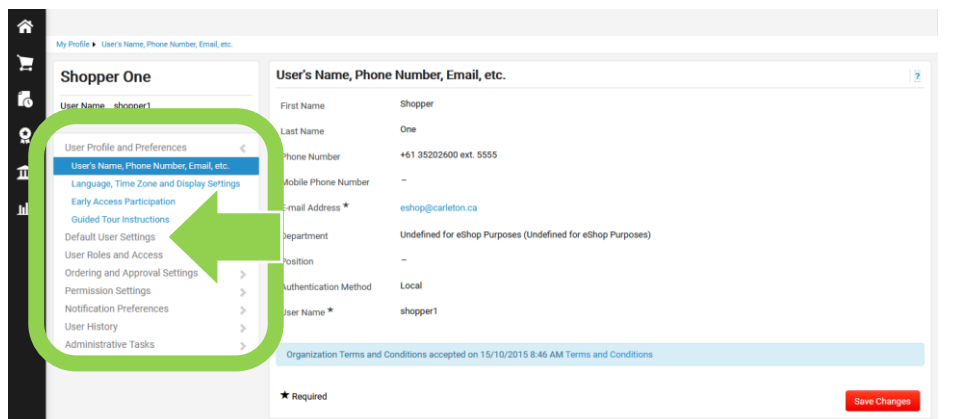 My Profile ▸ User's Name, Phone Number, Email, etc.
Shopper One
User Name shopper1
User Profile and Preferences
User's Name, Phone Number, Email, etc.
Language, Time Zone and Display Settings
Early Access Participation
Guided Tour Instructions
Default User Settings
User Roles and Access
Ordering and Approval Settings
Permission Settings
Notification Preferences
User History
Administrative Tasks
User's Name, Phone Number, Email, etc. ?
First Name Shopper
Last Name One
Phone Number +61 35202600 ext. 5555
Mobile Phone Number –
E-mail Address ★ eshop@carleton.ca
Department Undefined for eShop Purposes (Undefined for eShop Purposes)
Position –
Authentication Method Local
User Name ★ shopper1
Organization Terms and Conditions accepted on 15/10/2015 8:46 AM Terms and Conditions
★ Required
Save Changes